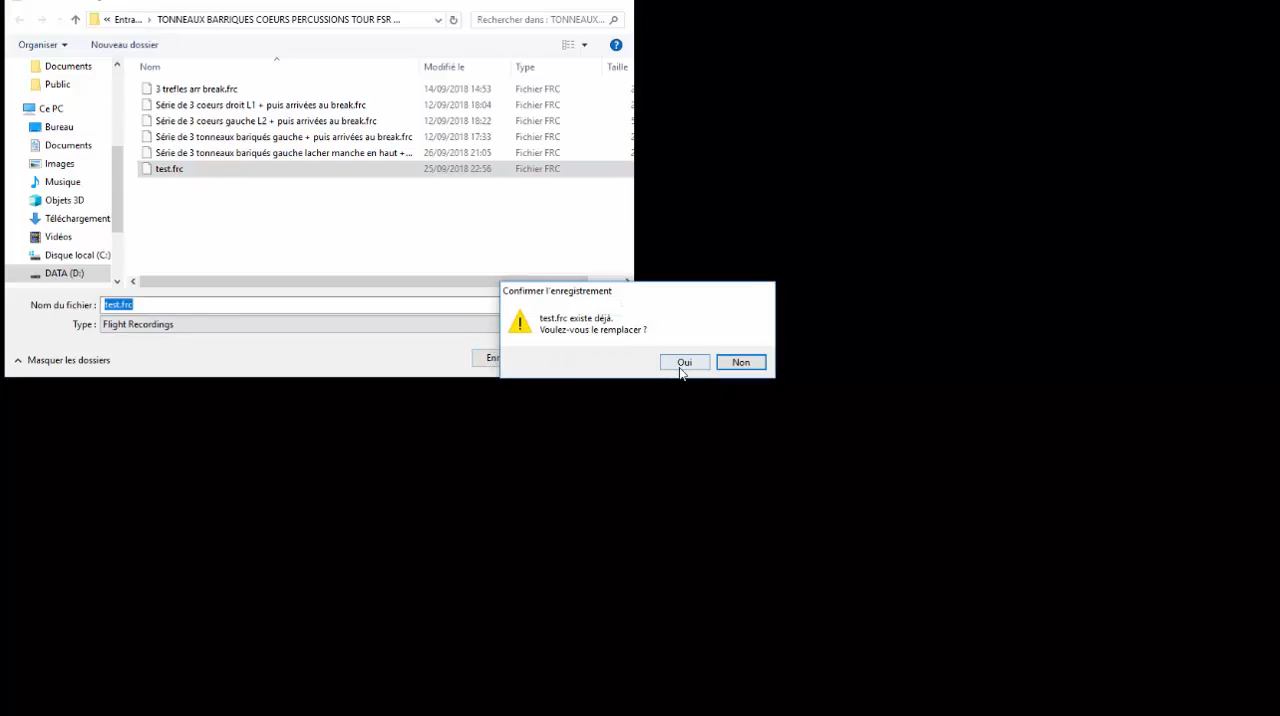 « Entra... > TONNEAUX BARRIQUES COEURS PERCUSSIONS TOUR FSR ...
Rechercher dans : TONNEAUX...
Organiser
Nouveau dossier
Documents
Public
Ce PC
Bureau
Documents
Images
Musique
Objets 3D
Téléchargement
Vidéos
Disque local (C:)
DATA (D:)
Nom Modifié le Type Taille
3 trefles arr break.frc 14/09/2018 14:53 Fichier FRC
Série de 3 coeurs droit L1 + puis arrivées au break.frc 12/09/2018 18:04 Fichier FRC
Série de 3 coeurs gauche L2 + puis arrivées au break.frc 12/09/2018 18:22 Fichier FRC
Série de 3 tonneaux bariqués gauche + puis arrivées au break.frc 12/09/2018 17:33 Fichier FRC
Série de 3 tonneaux bariqués gauche lacher manche en haut +... 26/09/2018 21:05 Fichier FRC
test.frc 25/09/2018 22:56 Fichier FRC
Nom du fichier : test.frc
Type : Flight Recordings
Masquer les dossiers
Enr
Confirmer l'enregistrement
test.frc existe déjà.
Voulez-vous le remplacer ?
Oui
Non